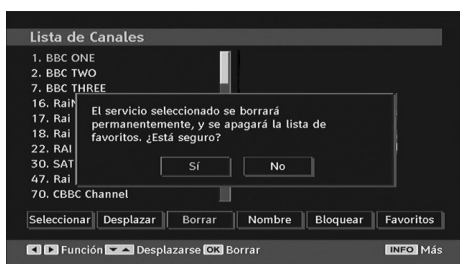 Lista de Canales
1. BBC ONE
2. BBC TWO
7. BBC THREE
16. Rai
17. Rai
18. Rai
22. RAI
30. SAT
47. Rai
70. CBBC Channel
El servicio seleccionado se borrará
permanentemente, y se apagará la lista de
favoritos. ¿Está seguro?
Sí No
Seleccionar Desplazar Borrar Nombre Bloquear Favoritos
Función Desplazarse OK Borrar INFO Más